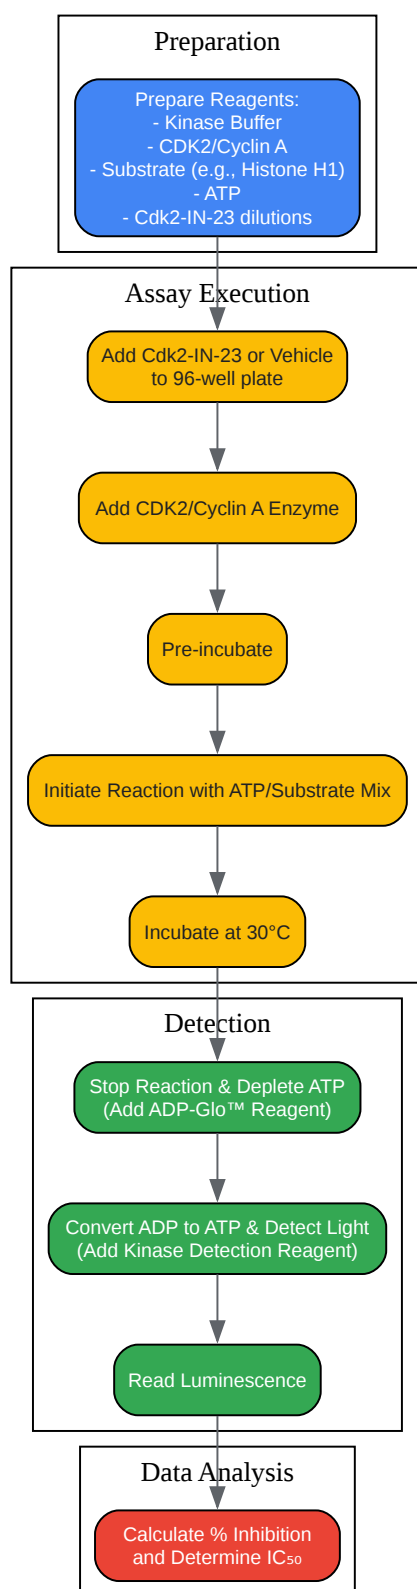 Preparation
Prepare Reagents:
- Kinase Buffer
- CDK2/Cyclin A
- Substrate (e.g., Histone H1)
- ATP
- Cdk2-IN-23 dilutions
Assay Execution
Add Cdk2-IN-23 or Vehicle
to 96-well plate
Add CDK2/Cyclin A Enzyme
Pre-incubate
Initiate Reaction with ATP/Substrate Mix
Incubate at 30°C
Detection
Stop Reaction & Deplete ATP
(Add ADP-Glo™ Reagent)
Convert ADP to ATP & Detect Light
(Add Kinase Detection Reagent)
Read Luminescence
Data Analysis
Calculate % Inhibition
and Determine IC₅₀